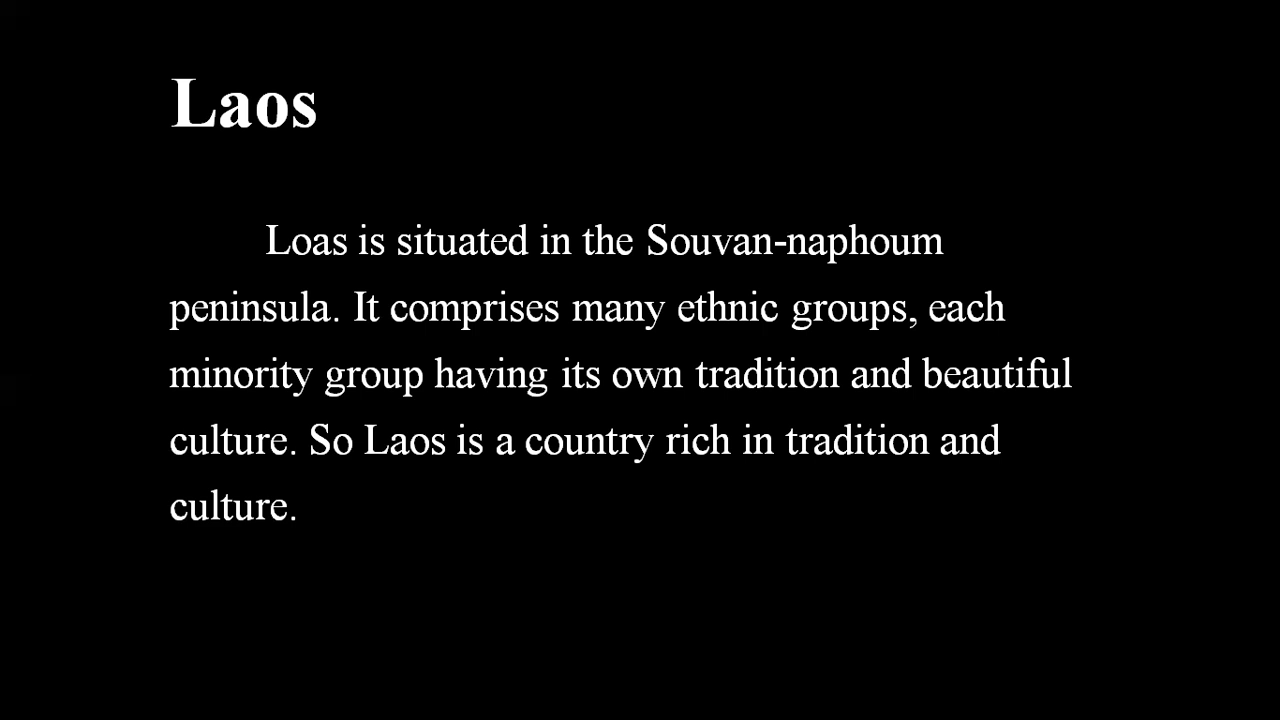 Laos
Loas is situated in the Souvan-naphoum
peninsula. It comprises many ethnic groups, each
minority group having its own tradition and beautiful
culture. So Laos is a country rich in tradition and
culture.